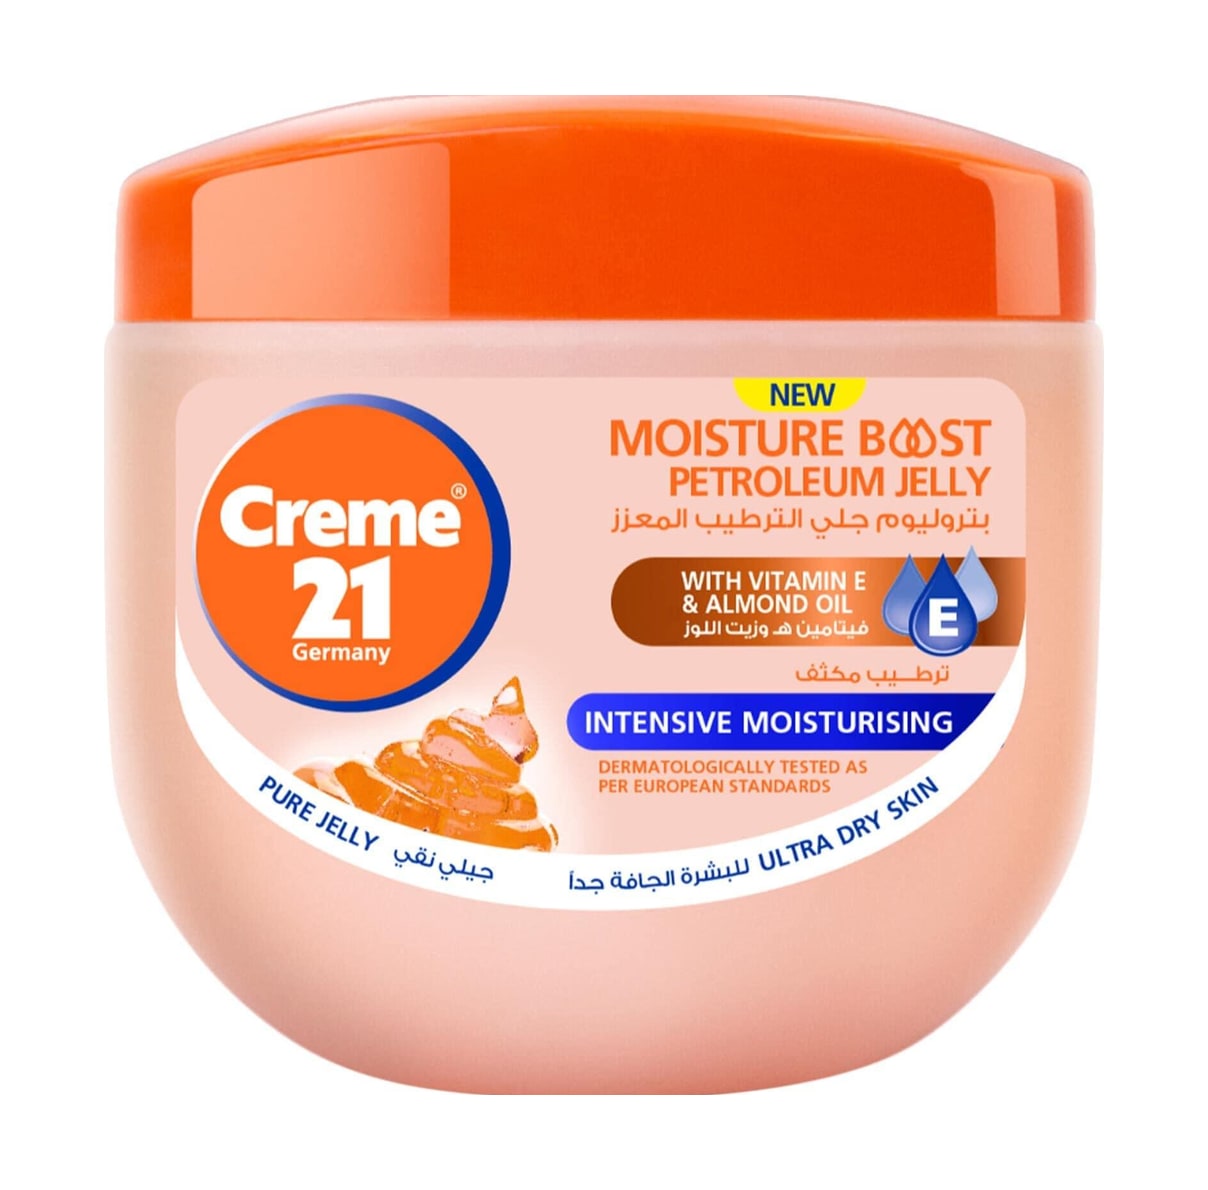 Creme®
21
Germany
NEW
MOISTURE BOOST
PETROLEUM JELLY
بتروليوم جلي الترطيب المعزز
WITH VITAMIN E
& ALMOND OIL
فيتامين هـ وزيت اللوز
E
ترطيب مكثف
INTENSIVE MOISTURISING
DERMATOLOGICALLY TESTED AS
PER EUROPEAN STANDARDS
PURE JELLY جيلي نقي
للبشرة الجافة جداً ULTRA DRY SKIN